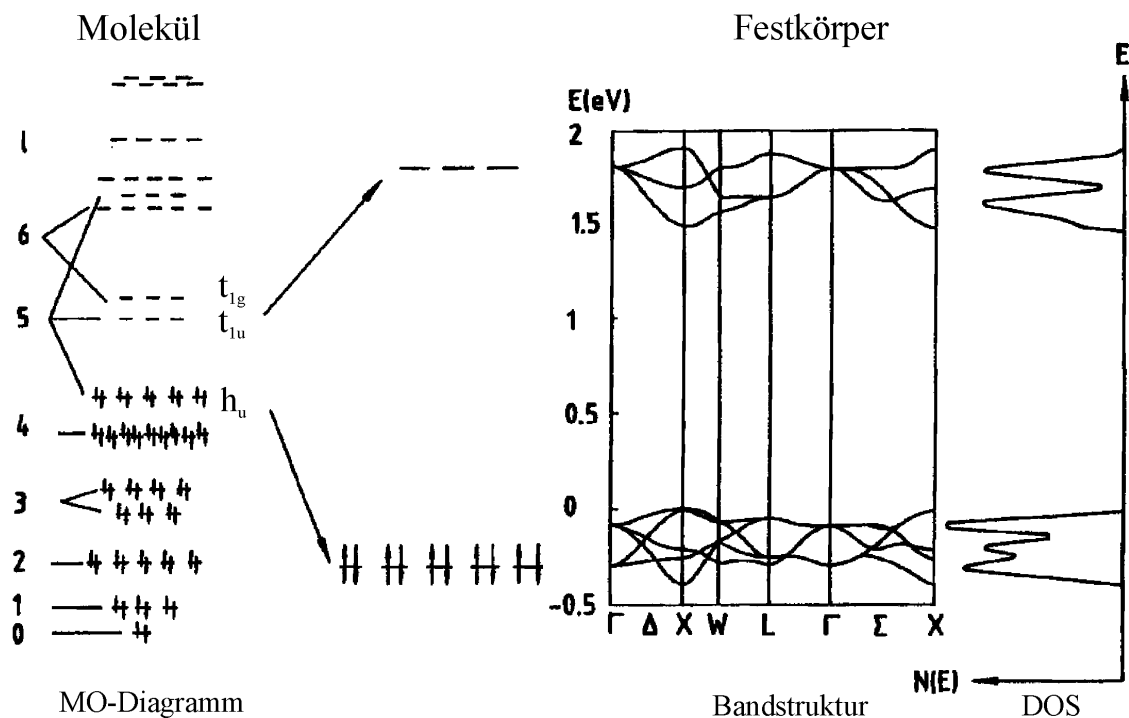 Molekül
Festkörper
E
E(eV)
2
1.5
1
0.5
0
-0.5
l
6
5
4
3
2
1
0
t1g
t1u
hu
Γ Δ X W L Γ Σ X
N(E)
MO-Diagramm
Bandstruktur
DOS